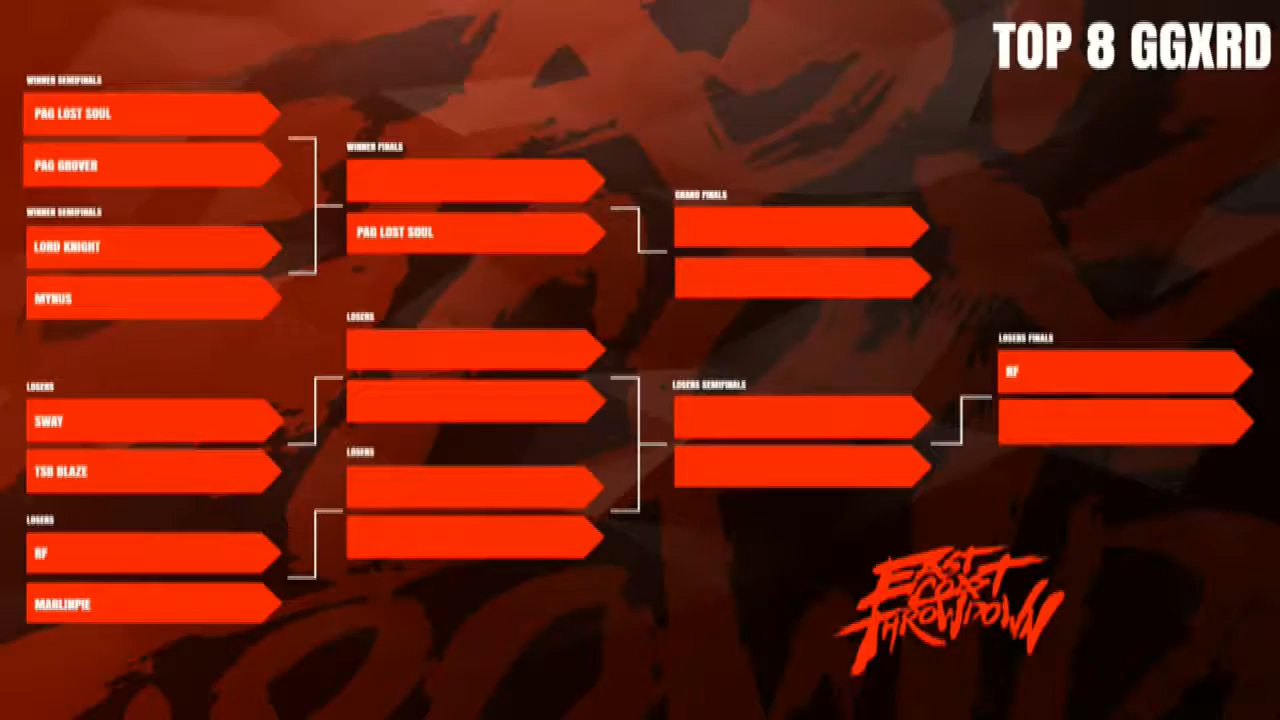 TOP 8 GGXRD
WINNER SEMIFINALS
PAG LOST SOUL
PAG GROVER
WINNER SEMIFINALS
LORD KNIGHT
MYNUS
LOSERS
SWAY
TSB BLAZE
LOSERS
RF
MARLINPIE
WINNER FINALS
PAG LOST SOUL
LOSERS
LOSERS
GRAND FINALS
LOSERS SEMIFINALS
LOSERS FINALS
RF
EAST
COAST
THROWDOWN